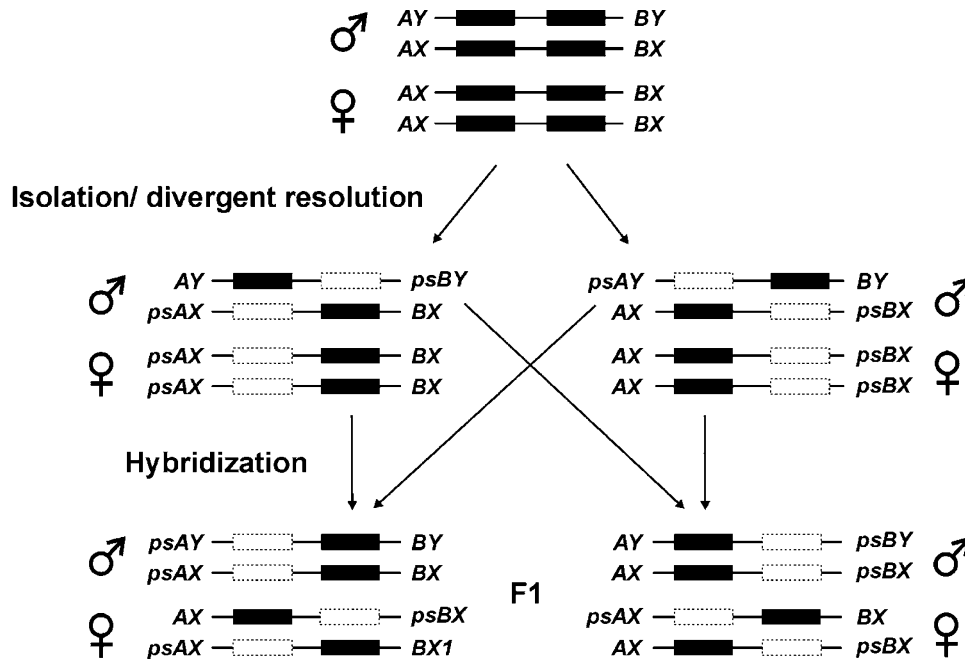 AY BY
AX BX
AX BX
AX BX
Isolation/ divergent resolution
AY psBY psAY BY
psAX BX AX psBX
psAX BX AX psBX
psAX BX AX psBX
Hybridization
psAY BY AY psBY
psAX BX AX psBX
F1
AX psBX psAX BX
psAX BX1 AX psBX